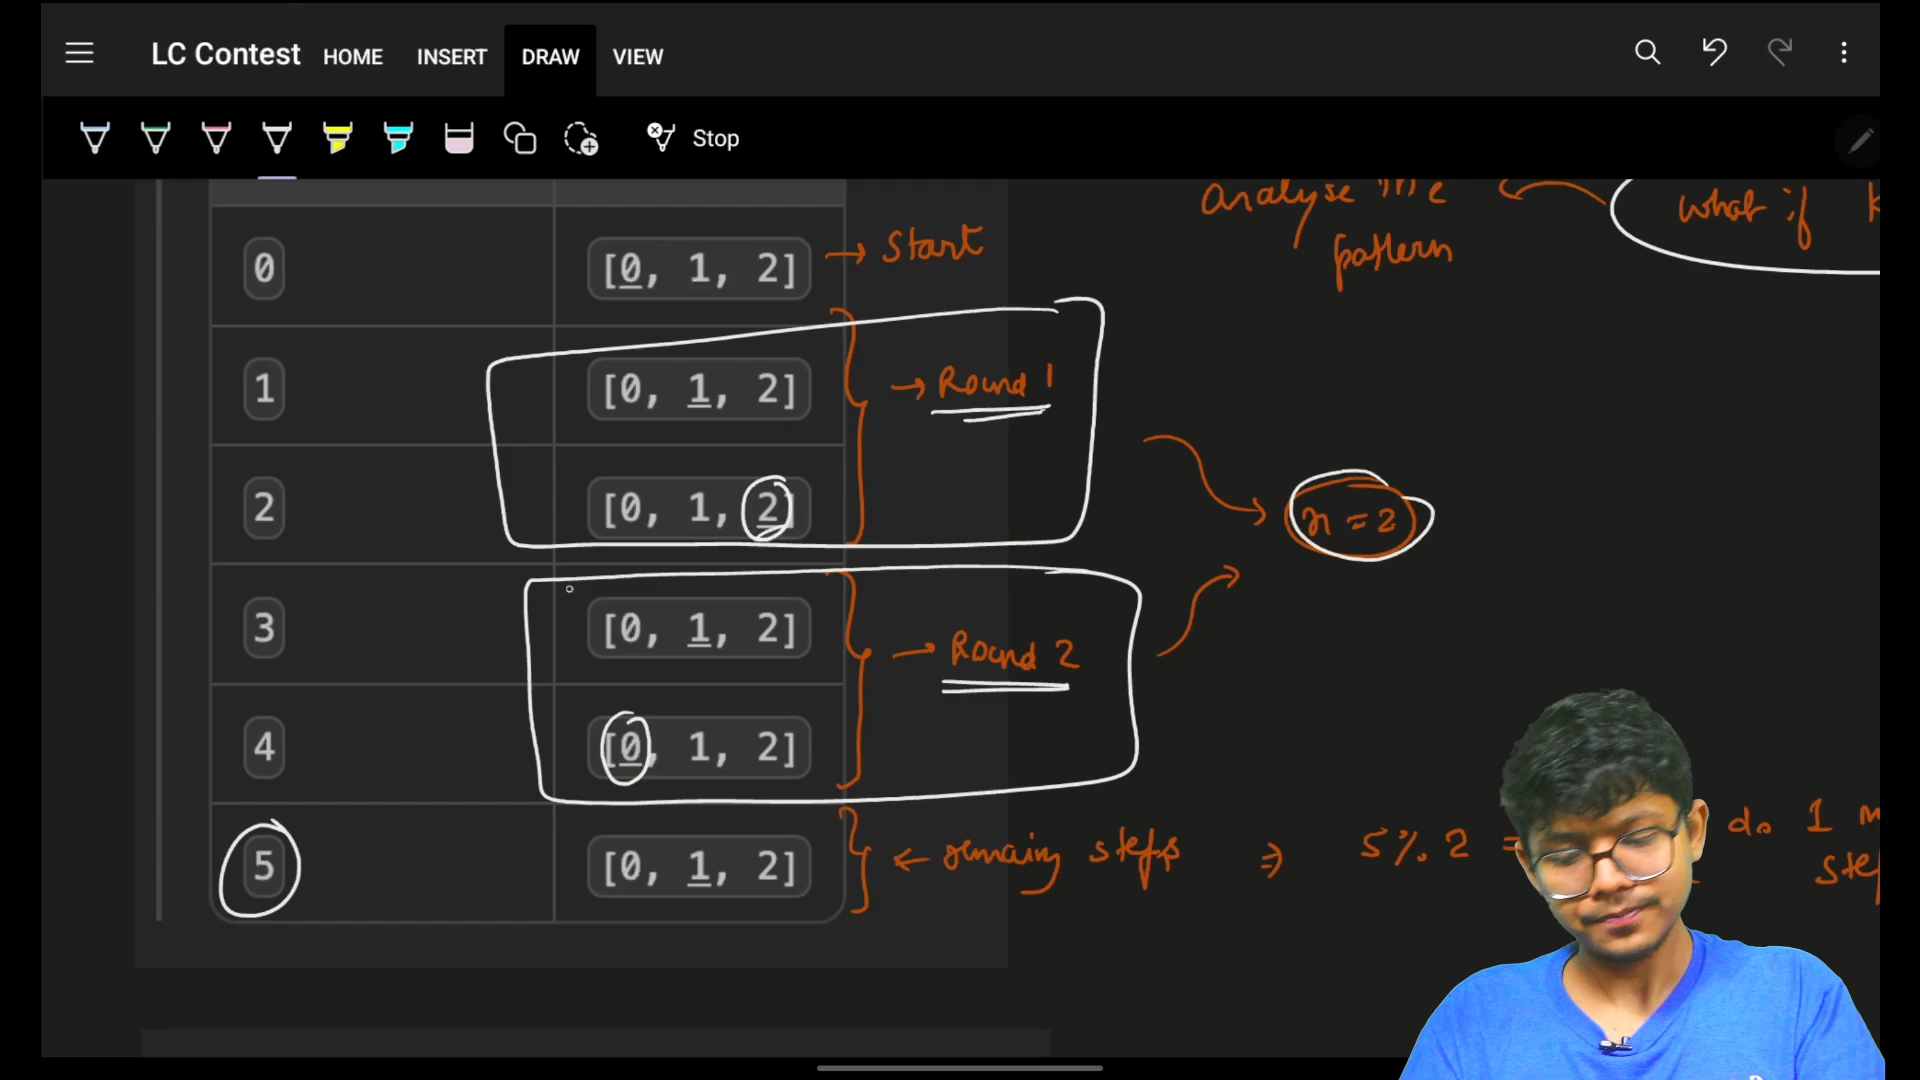 LC Contest HOME INSERT DRAW VIEW
Stop
analyse the
pattern
what if
0 [0, 1, 2] → Start
1 [0, 1, 2] → Round 1
2 [0, 1, 2]
n = 2
3 [0, 1, 2] → Round 2
4 [0, 1, 2]
5 [0, 1, 2] ← remaing steps ⇒ 5 % 2 = do 1